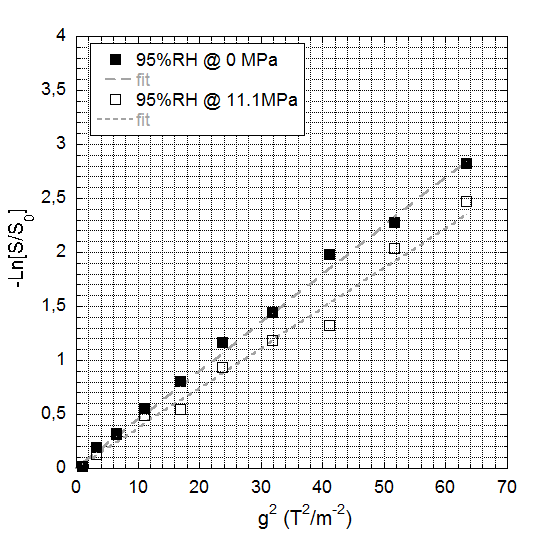 4
3,5
3
2,5
2
1,5
1
0,5
0
-Ln[S/S₀]
95%RH @ 0 MPa
fit
95%RH @ 11.1MPa
fit
0 10 20 30 40 50 60 70
g² (T²/m⁻²)